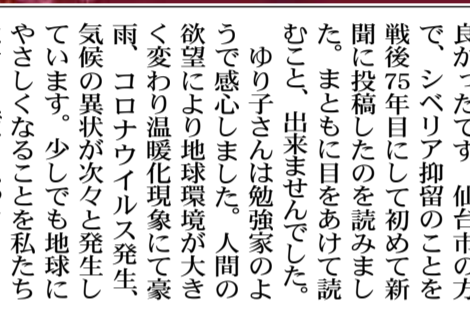 良かったです　仙台市の方
で、シベリア抑留のことを
戦後75年目にして初めて新
聞に投稿したのを読みまし
た。まともに目をあけて読
むこと、出来ませんでした。
　ゆり子さんは勉強家のよ
うで感心しました。人間の
欲望により地球環境が大き
く変わり温暖化現象にて豪
雨、コロナウイルス発生、
気候の異状が次々と発生し
ています。少しでも地球に
やさしくなることを私たち